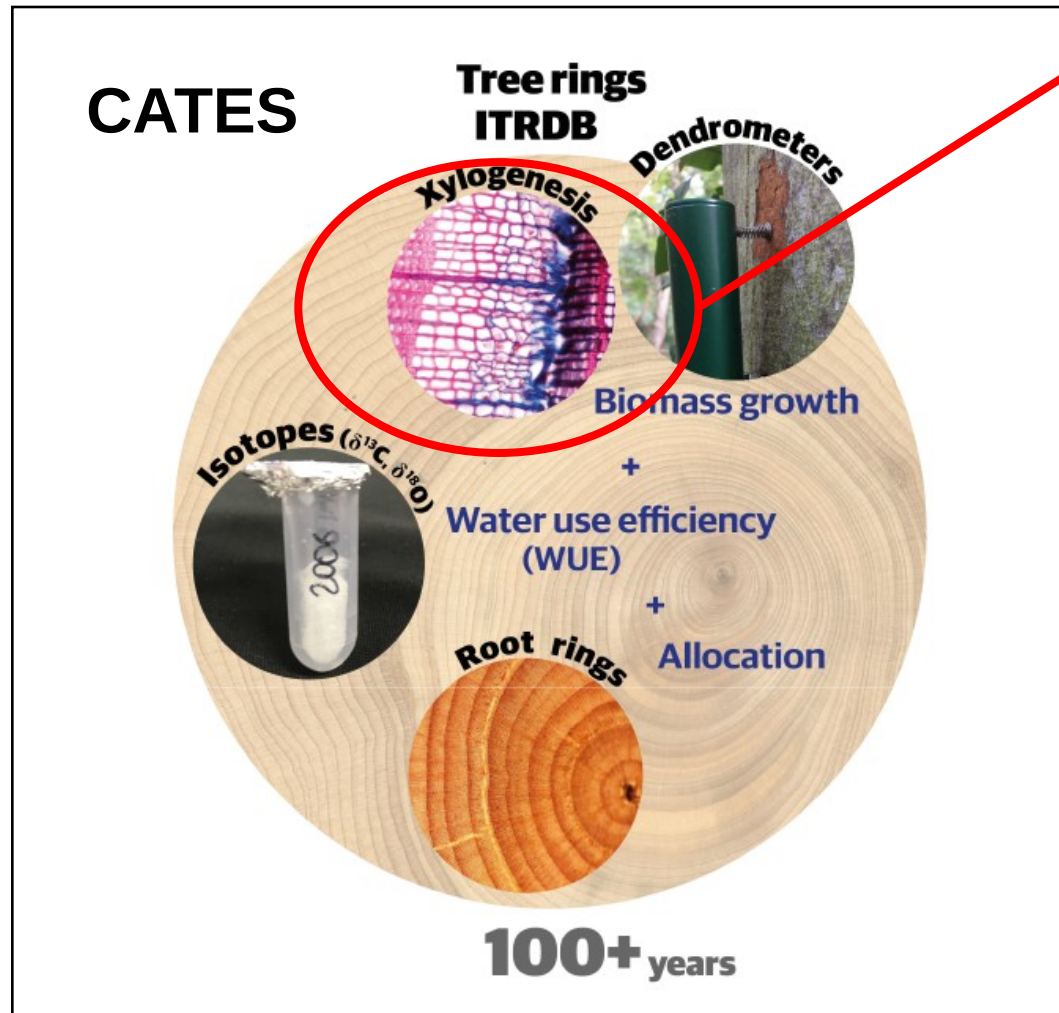 CATES
Tree rings
ITRDB
Xylogenesis
Dendrometers
Biomass growth
+
Isotopes (δ¹³C, δ¹⁸O)
Water use efficiency
(WUE)
2006
+
Allocation
Root rings
100+ years